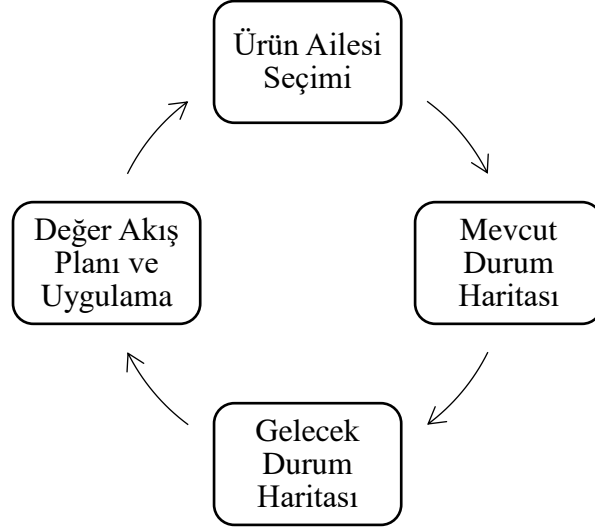 Ürün Ailesi
Seçimi
Mevcut
Durum
Haritası
Gelecek
Durum
Haritası
Değer Akış
Planı ve
Uygulama